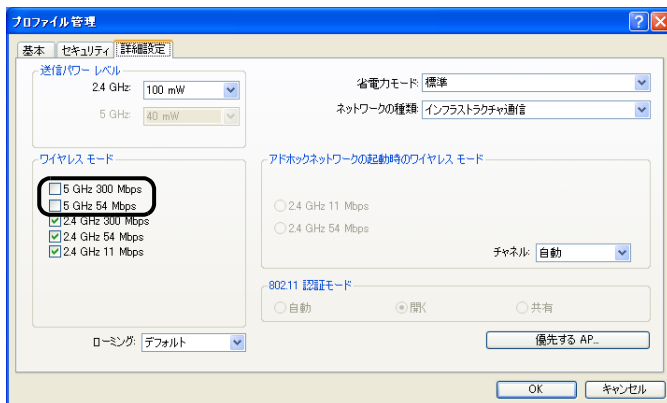 プロファイル管理
基本 セキュリティ 詳細設定
送信パワー レベル
2.4 GHz: 100 mW
5 GHz: 40 mW
省電力モード: 標準
ネットワークの種類: インフラストラクチャ通信
ワイヤレス モード
5 GHz 300 Mbps
5 GHz 54 Mbps
2.4 GHz 300 Mbps
2.4 GHz 54 Mbps
2.4 GHz 11 Mbps
ローミング: デフォルト
アドホックネットワークの起動時のワイヤレス モード
2.4 GHz 11 Mbps
2.4 GHz 54 Mbps
チャネル: 自動
802.11 認証モード
自動 開く 共有
優先する AP...
OK キャンセル